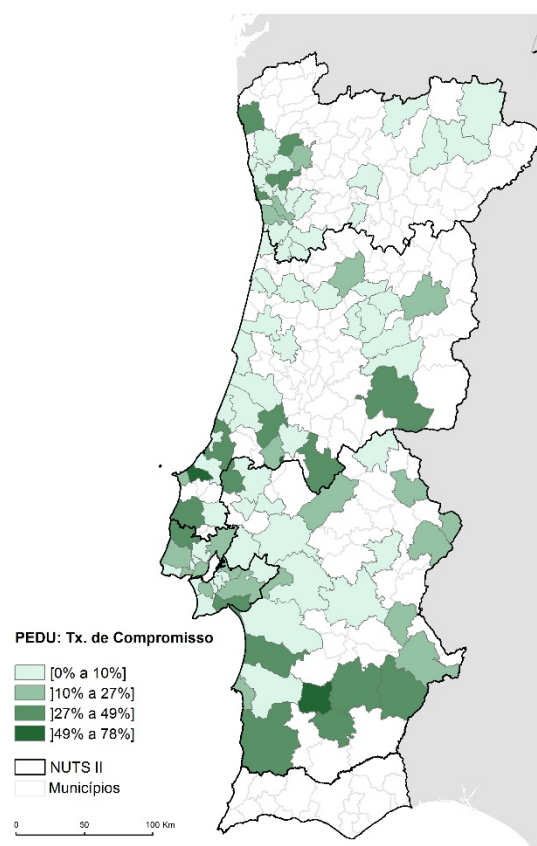 PEDU: Tx. de Compromisso
[0% a 10%]
]10% a 27%]
]27% a 49%]
]49% a 78%]
NUTS II
Municípios
0 50 100 Km